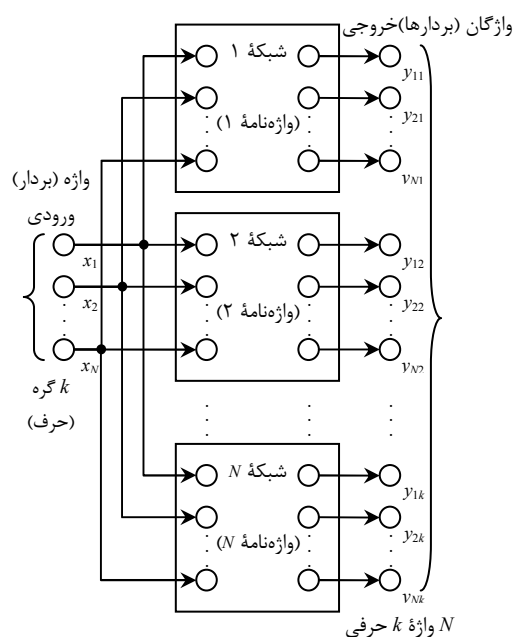 واژگان (بردارها)خروجی
شبکهٔ ۱
(واژه‌نامهٔ ۱)
y11
y21
vN1
واژه (بردار)
ورودی
x1
x2
xN
k گره
(حرف)
شبکهٔ ۲
(واژه‌نامهٔ ۲)
y12
y22
vN2
شبکهٔ N
(واژه‌نامهٔ N)
y1k
y2k
vNk
N واژهٔ k حرفی